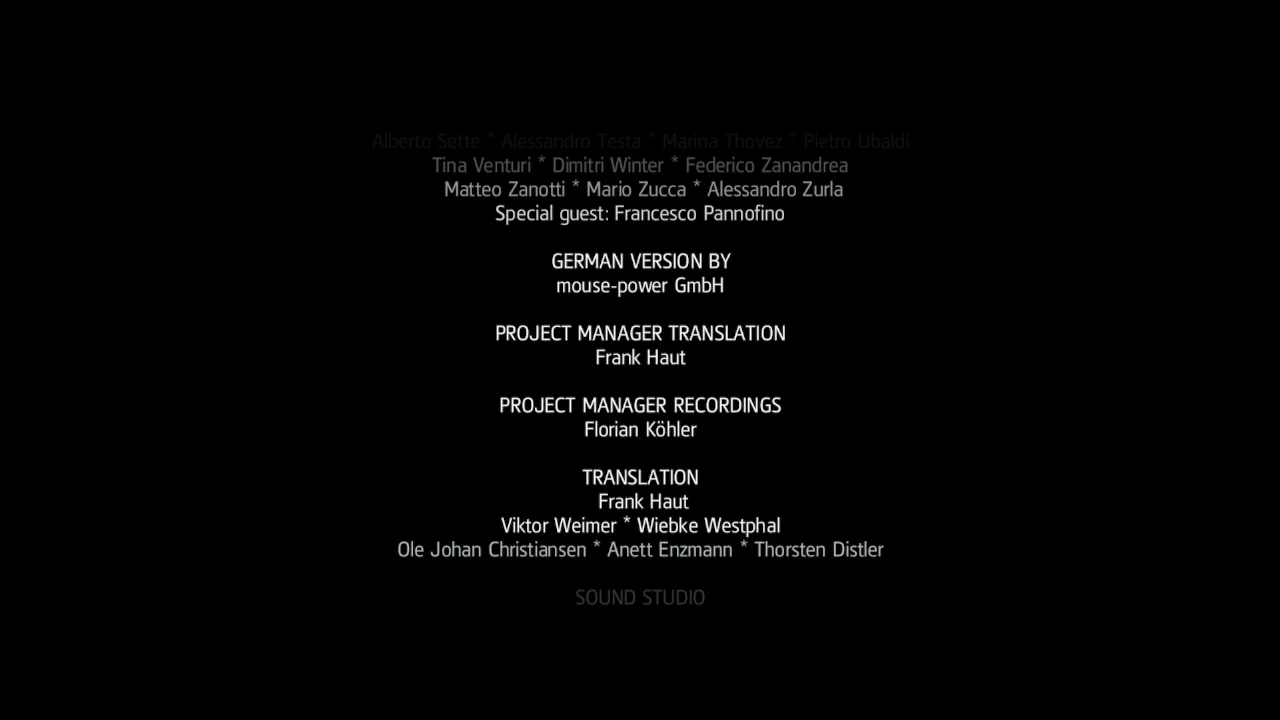 Alberto Sette * Alessandro Testa * Marina Thovez * Pietro Ubaldi
Tina Venturi * Dimitri Winter * Federico Zanandrea
Matteo Zanotti * Mario Zucca * Alessandro Zurla
Special guest: Francesco Pannofino
GERMAN VERSION BY
mouse-power GmbH
PROJECT MANAGER TRANSLATION
Frank Haut
PROJECT MANAGER RECORDINGS
Florian Köhler
TRANSLATION
Frank Haut
Viktor Weimer * Wiebke Westphal
Ole Johan Christiansen * Anett Enzmann * Thorsten Distler
SOUND STUDIO